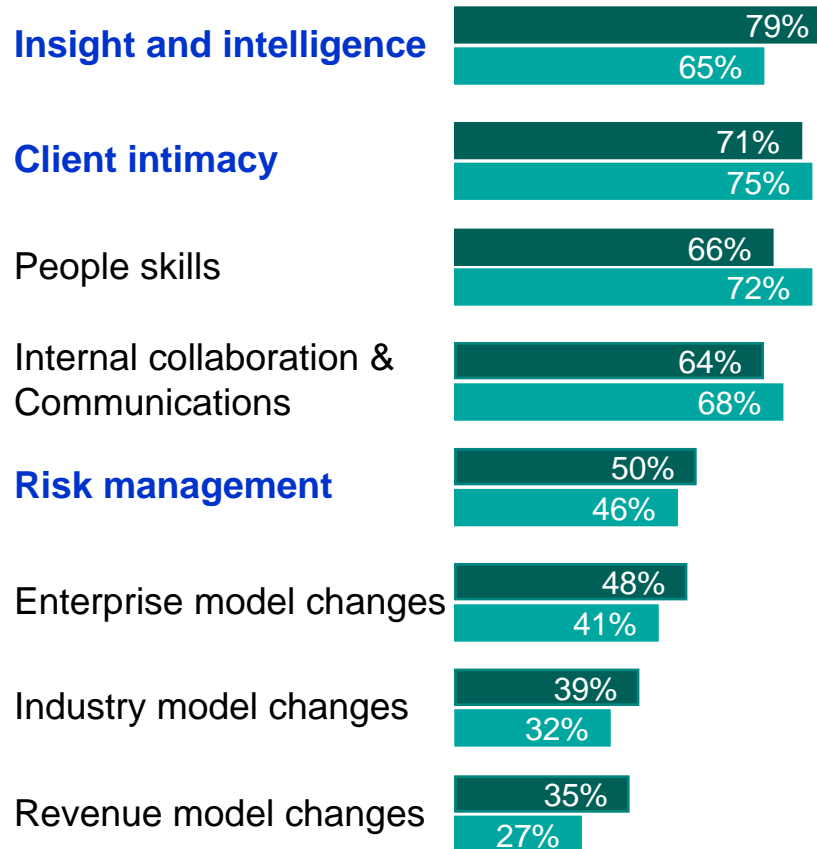 Insight and intelligence
79%
65%
Client intimacy
71%
75%
People skills
66%
72%
Internal collaboration &
Communications
64%
68%
Risk management
50%
46%
Enterprise model changes
48%
41%
Industry model changes
39%
32%
Revenue model changes
35%
27%